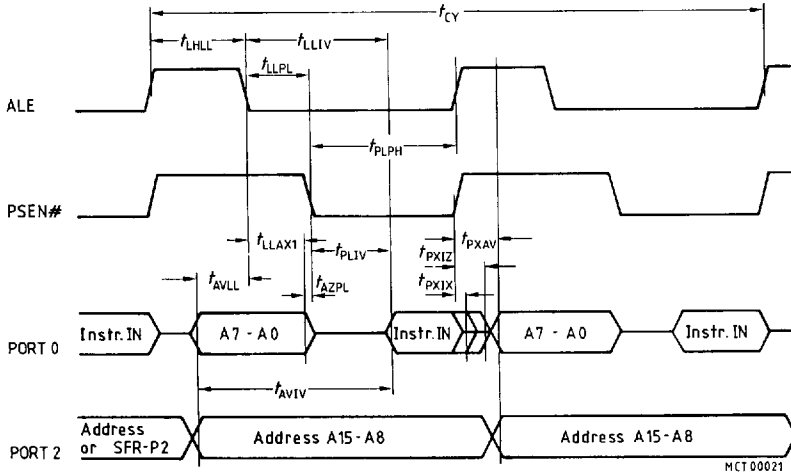 tCY
tLHLL tLLIV
tLLPL
ALE
tPLPH
PSEN#
tLLAX1 tPLIV tPXAV
tPXIZ
tAVLL tAZPL tPXIX
Instr. IN A7 - A0 Instr. IN A7 - A0 Instr. IN
PORT 0
tAVIV
Address
or SFR-P2 Address A15-A8 Address A15-A8
PORT 2
MCT00021